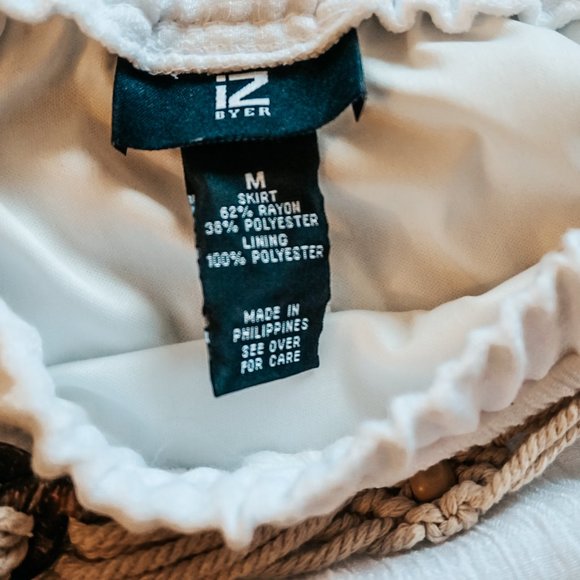 iZ
BYER
M
SKIRT
62% RAYON
38% POLYESTER
LINING
100% POLYESTER
MADE IN
PHILIPPINES
SEE OVER
FOR CARE